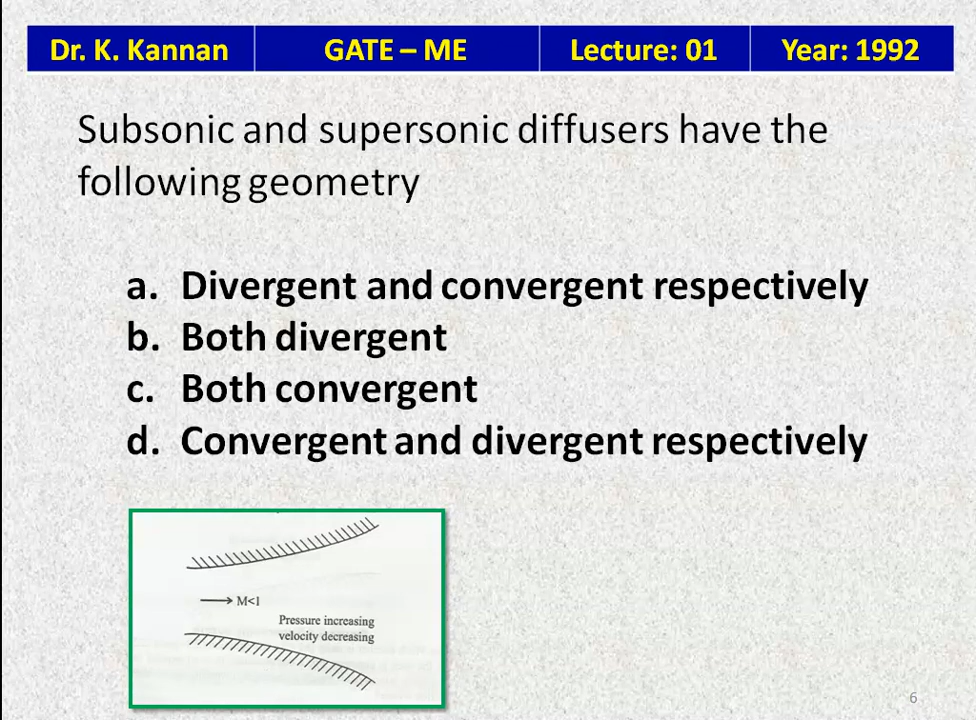 Dr. K. Kannan GATE – ME Lecture: 01 Year: 1992
Subsonic and supersonic diffusers have the
following geometry
a. Divergent and convergent respectively
b. Both divergent
c. Both convergent
d. Convergent and divergent respectively
M<1
Pressure increasing
velocity decreasing
6